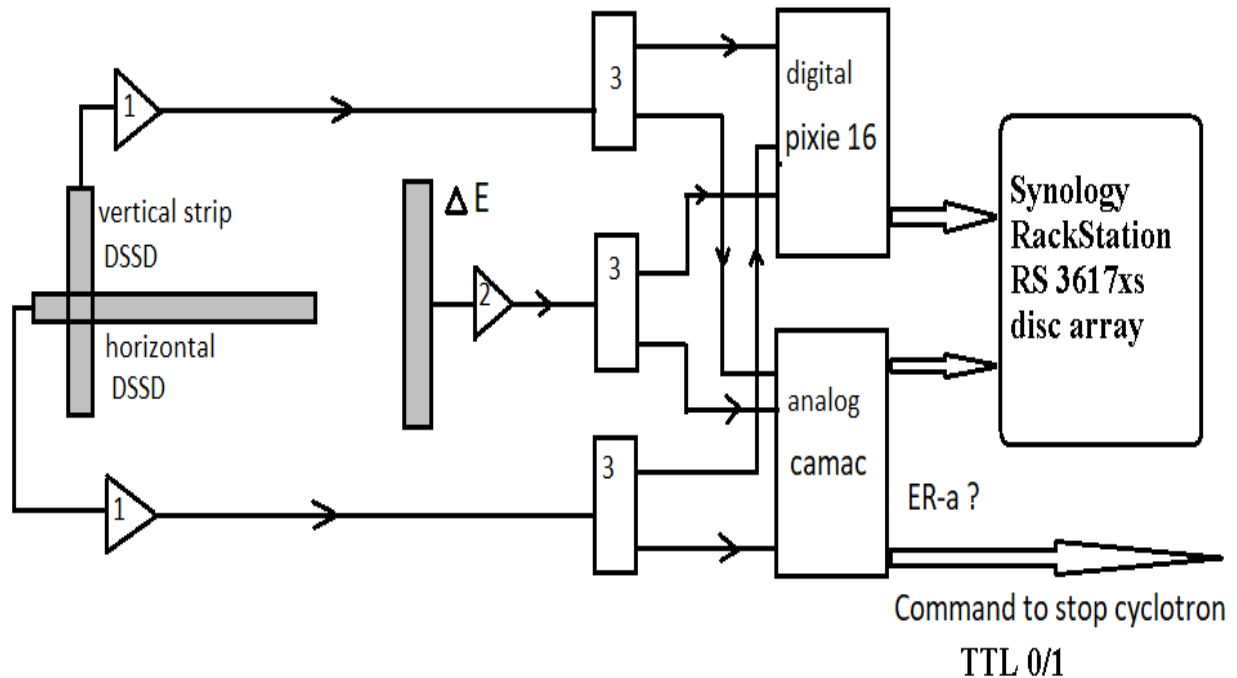 1
3
digital
pixie 16
vertical strip
DSSD
Δ E
2
3
horizontal
DSSD
Synology
RackStation
RS 3617xs
disc array
analog
camac
1
3
ER-a ?
Command to stop cyclotron
TTL 0/1